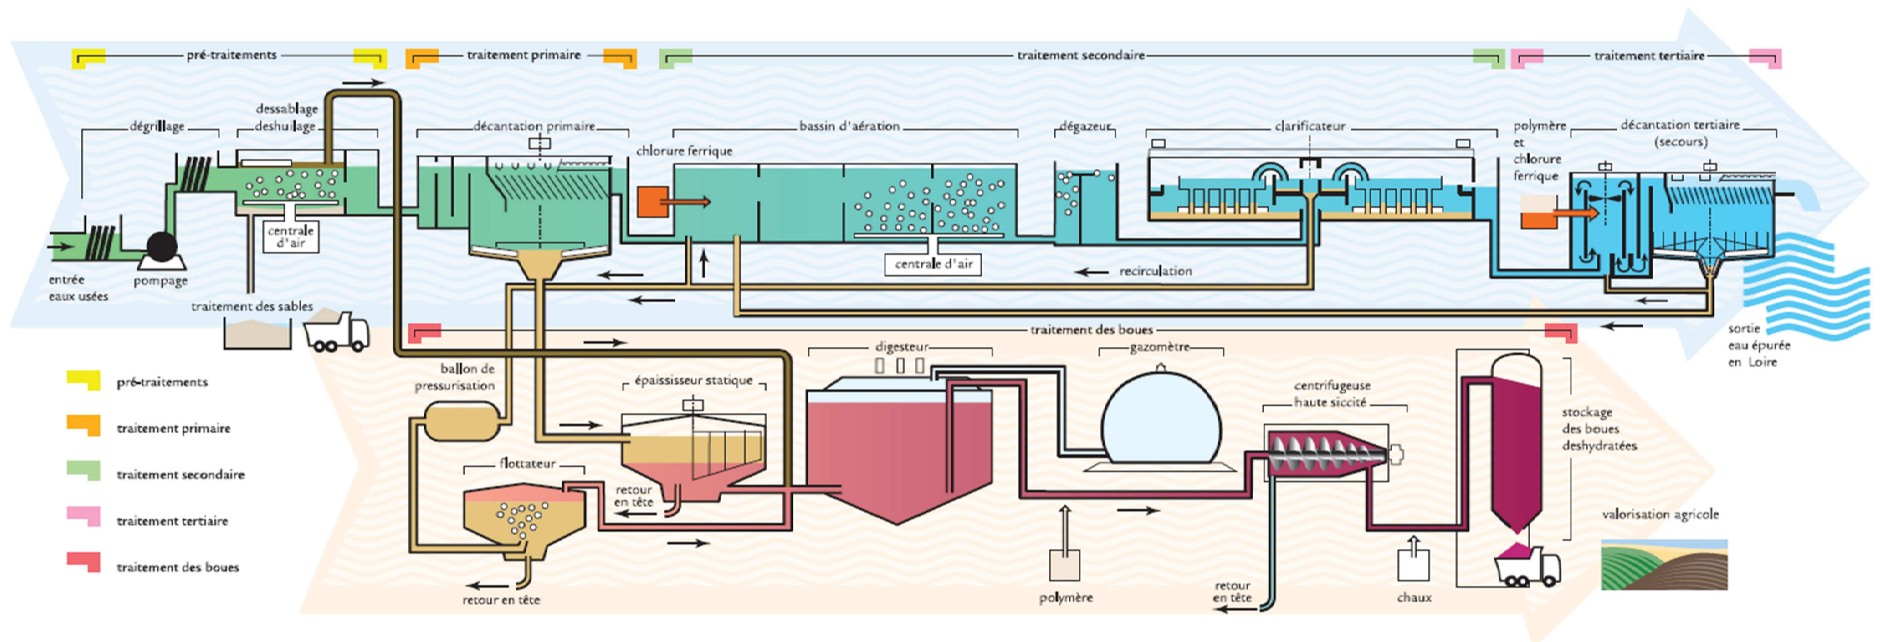 pré-traitements
traitement primaire
traitement secondaire
traitement tertiaire
dégrillage
dessablage
deshuilage
décantation primaire
chlorure ferrique
bassin d'aération
dégazeur
clarificateur
polymère
et
chlorure
ferrique
décantation tertiaire
(secours)
centrale
d'air
centrale d'air
entrée
eaux usées
pompage
recirculation
traitement des sables
traitement des boues
sortie
eau épurée
en Loire
ballon de
pressurisation
épaississeur statique
digesteur
gazomètre
centrifugeuse
haute siccité
stockage
des boues
deshydratées
flottateur
retour
en tête
valorisation agricole
retour en tête
polymère
retour
en tête
chaux
pré-traitements
traitement primaire
traitement secondaire
traitement tertiaire
traitement des boues